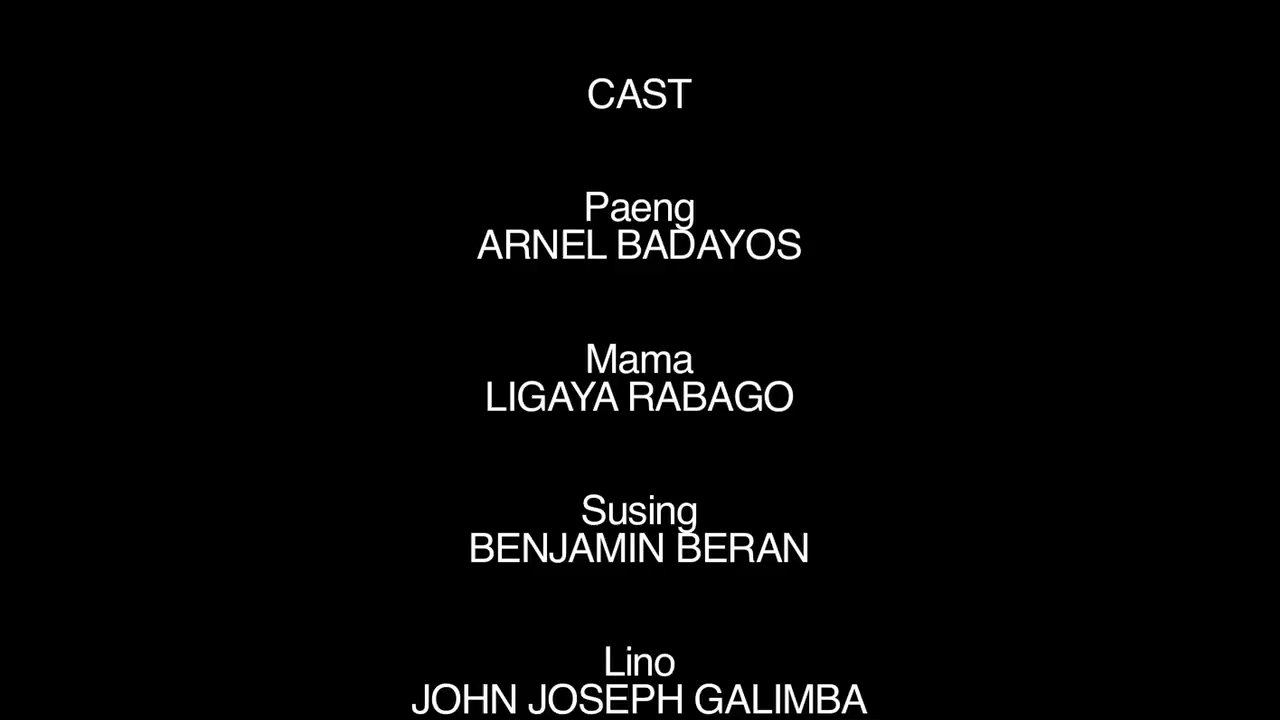 CAST
Paeng
ARNEL BADAYOS
Mama
LIGAYA RABAGO
Susing
BENJAMIN BERAN
Lino
JOHN JOSEPH GALIMBA